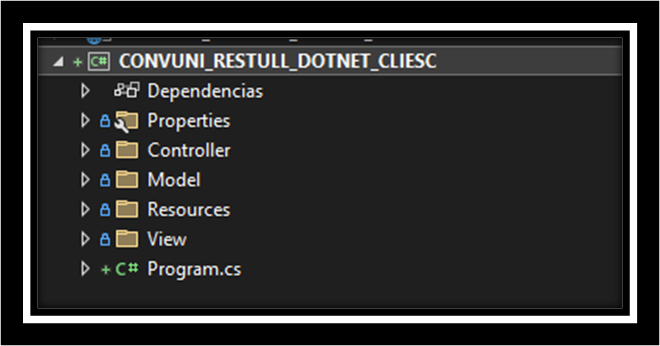 C# CONVUNI_RESTULL_DOTNET_CLIESC
Dependencias
Properties
Controller
Model
Resources
View
C# Program.cs